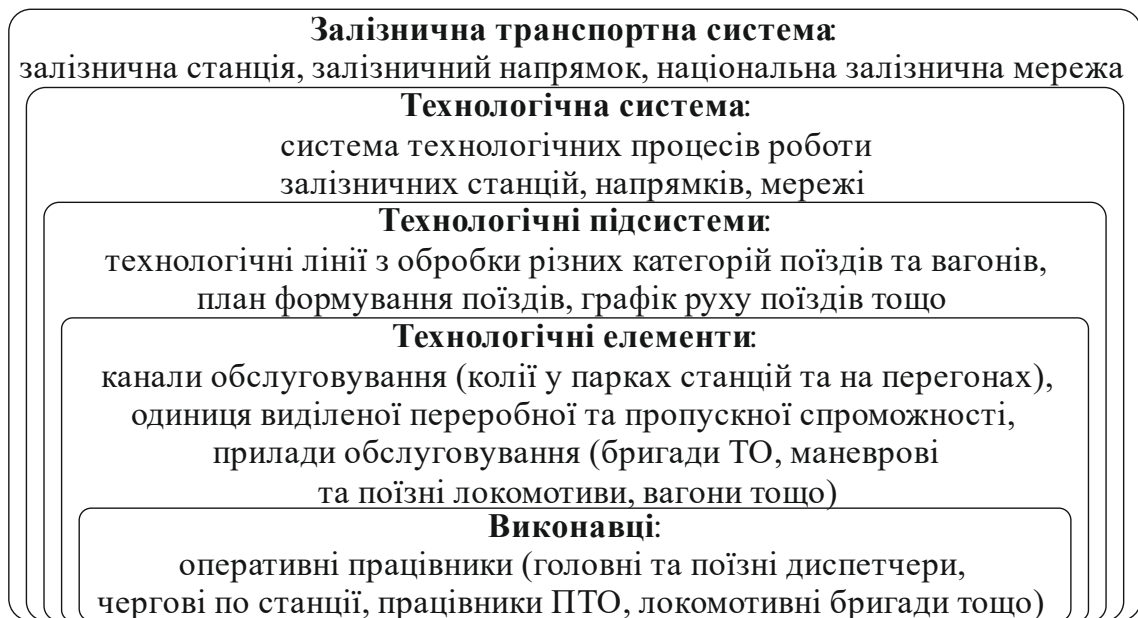 Залізнична транспортна система:
залізнична станція, залізничний напрямок, національна залізнична мережа
Технологічна система:
система технологічних процесів роботи
залізничних станцій, напрямків, мережі
Технологічні підсистеми:
технологічні лінії з обробки різних категорій поїздів та вагонів,
план формування поїздів, графік руху поїздів тощо
Технологічні елементи:
канали обслуговування (колії у парках станцій та на перегонах),
одиниця виділеної переробної та пропускної спроможності,
прилади обслуговування (бригади ТО, маневрові
та поїзні локомотиви, вагони тощо)
Виконавці:
оперативні працівники (головні та поїзні диспетчери,
чергові по станції, працівники ПТО, локомотивні бригади тощо)